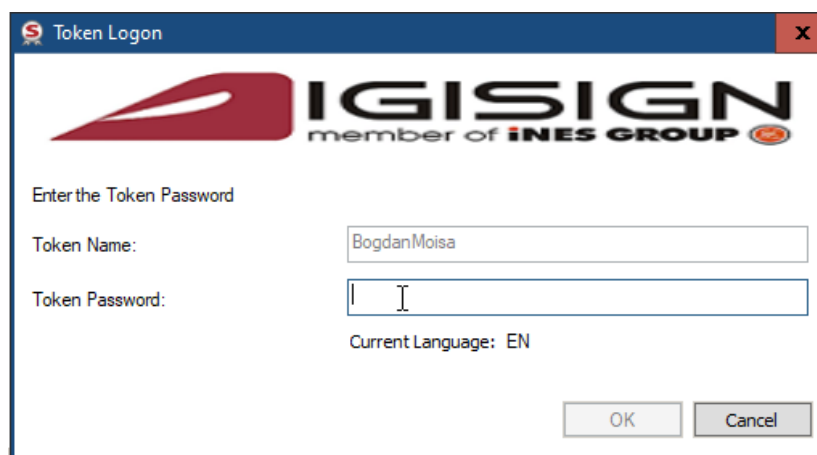 Token Logon
DIGISIGN
member of iNES GROUP
Enter the Token Password
Token Name: BogdanMoisa
Token Password:
Current Language: EN
OK Cancel